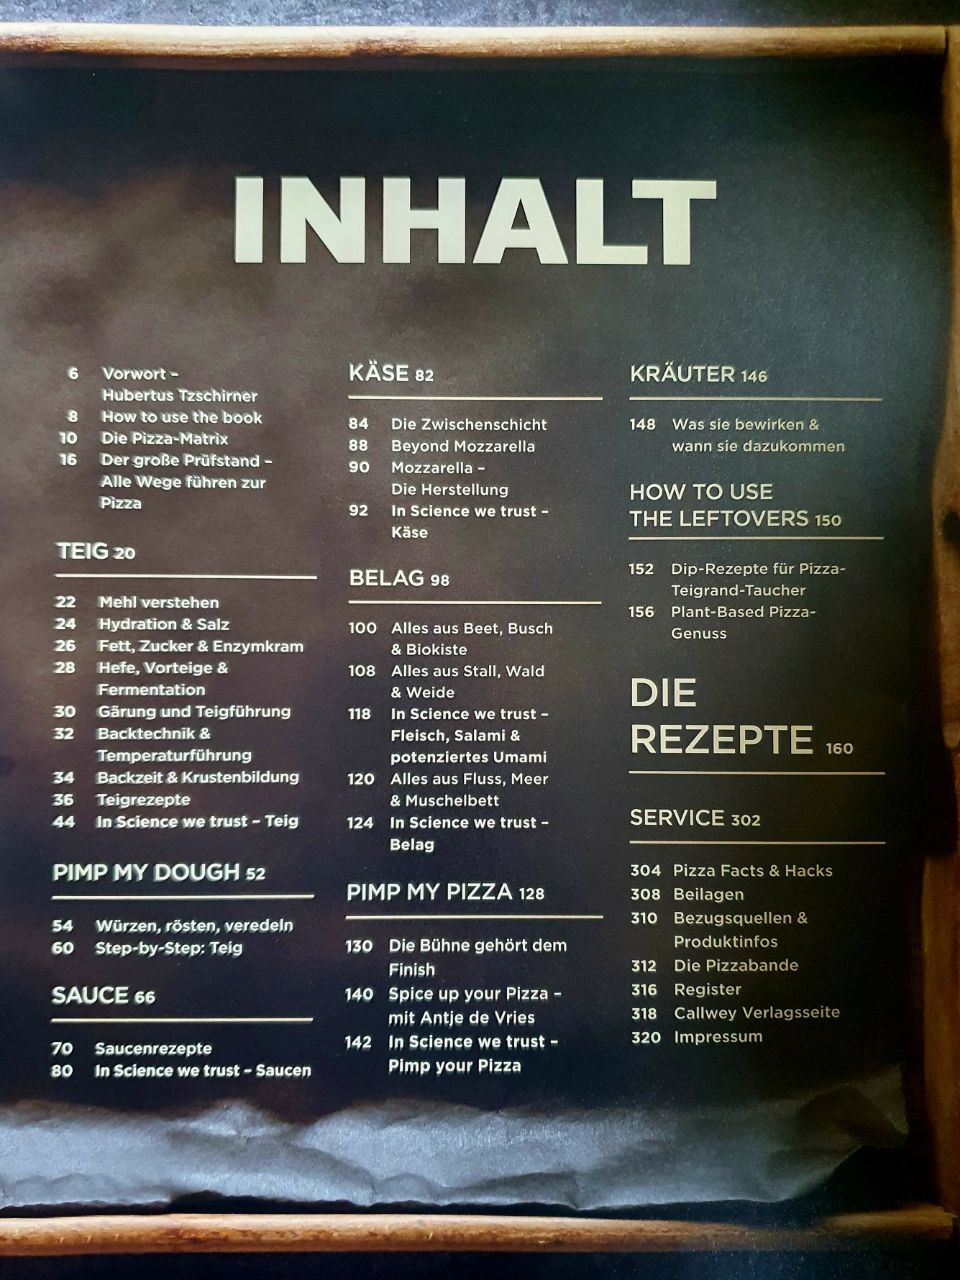 INHALT
6 Vorwort –
Hubertus Tzschirner
8 How to use the book
10 Die Pizza-Matrix
16 Der große Prüfstand –
Alle Wege führen zur
Pizza
TEIG 20
22 Mehl verstehen
24 Hydration & Salz
26 Fett, Zucker & Enzymkram
28 Hefe, Vorteige &
Fermentation
30 Gärung und Teigführung
32 Backtechnik &
Temperaturführung
34 Backzeit & Krustenbildung
36 Teigrezepte
44 In Science we trust – Teig
PIMP MY DOUGH 52
54 Würzen, rösten, veredeln
60 Step-by-Step: Teig
SAUCE 66
70 Saucenrezepte
80 In Science we trust – Saucen
KÄSE 82
84 Die Zwischenschicht
88 Beyond Mozzarella
90 Mozzarella –
Die Herstellung
92 In Science we trust –
Käse
BELAG 98
100 Alles aus Beet, Busch
& Biokiste
108 Alles aus Stall, Wald
& Weide
118 In Science we trust –
Fleisch, Salami &
potenziertes Umami
120 Alles aus Fluss, Meer
& Muschelbett
124 In Science we trust –
Belag
PIMP MY PIZZA 128
130 Die Bühne gehört dem
Finish
140 Spice up your Pizza –
mit Antje de Vries
142 In Science we trust –
Pimp your Pizza
KRÄUTER 146
148 Was sie bewirken &
wann sie dazukommen
HOW TO USE
THE LEFTOVERS 150
152 Dip-Rezepte für Pizza-
Teigrand-Taucher
156 Plant-Based Pizza-
Genuss
DIE
REZEPTE 160
SERVICE 302
304 Pizza Facts & Hacks
308 Beilagen
310 Bezugsquellen &
Produktinfos
312 Die Pizzabande
316 Register
318 Callwey Verlagsseite
320 Impressum